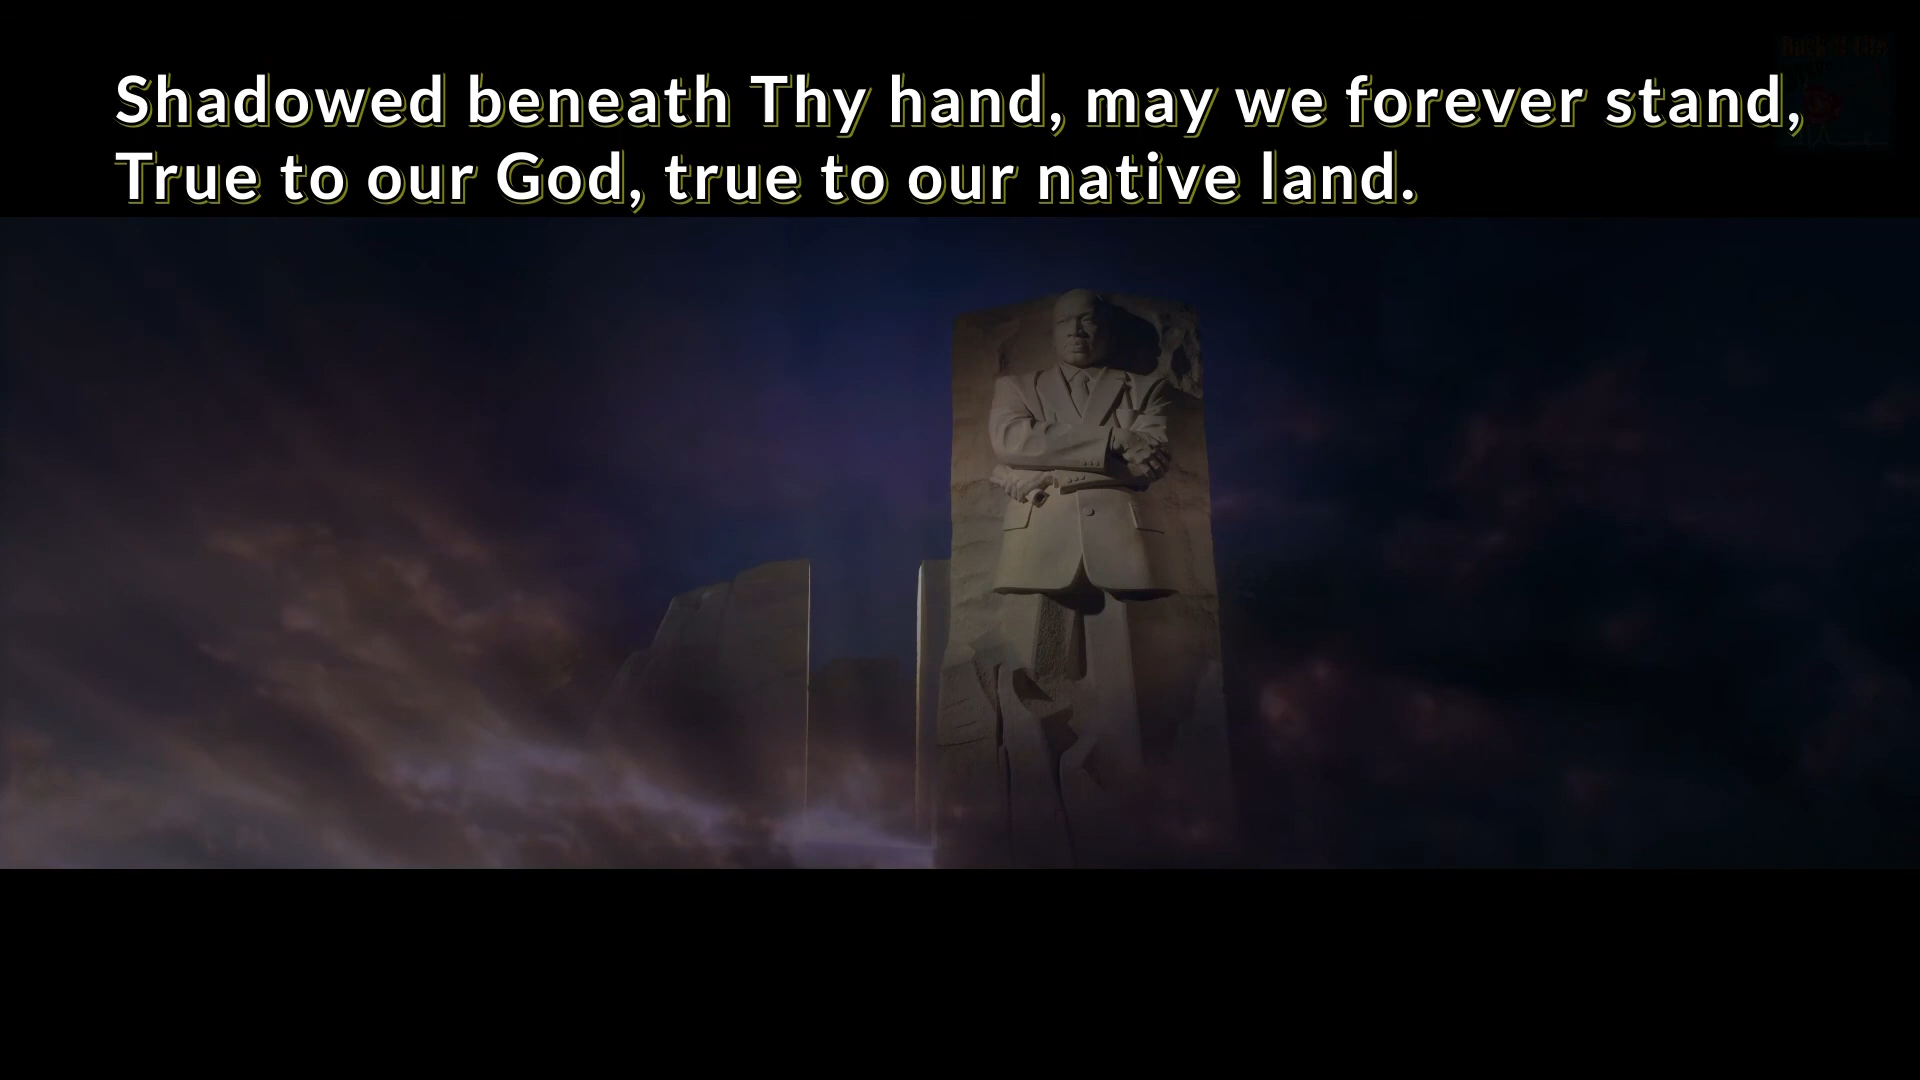 Shadowed beneath Thy hand, may we forever stand,
True to our God, true to our native land.